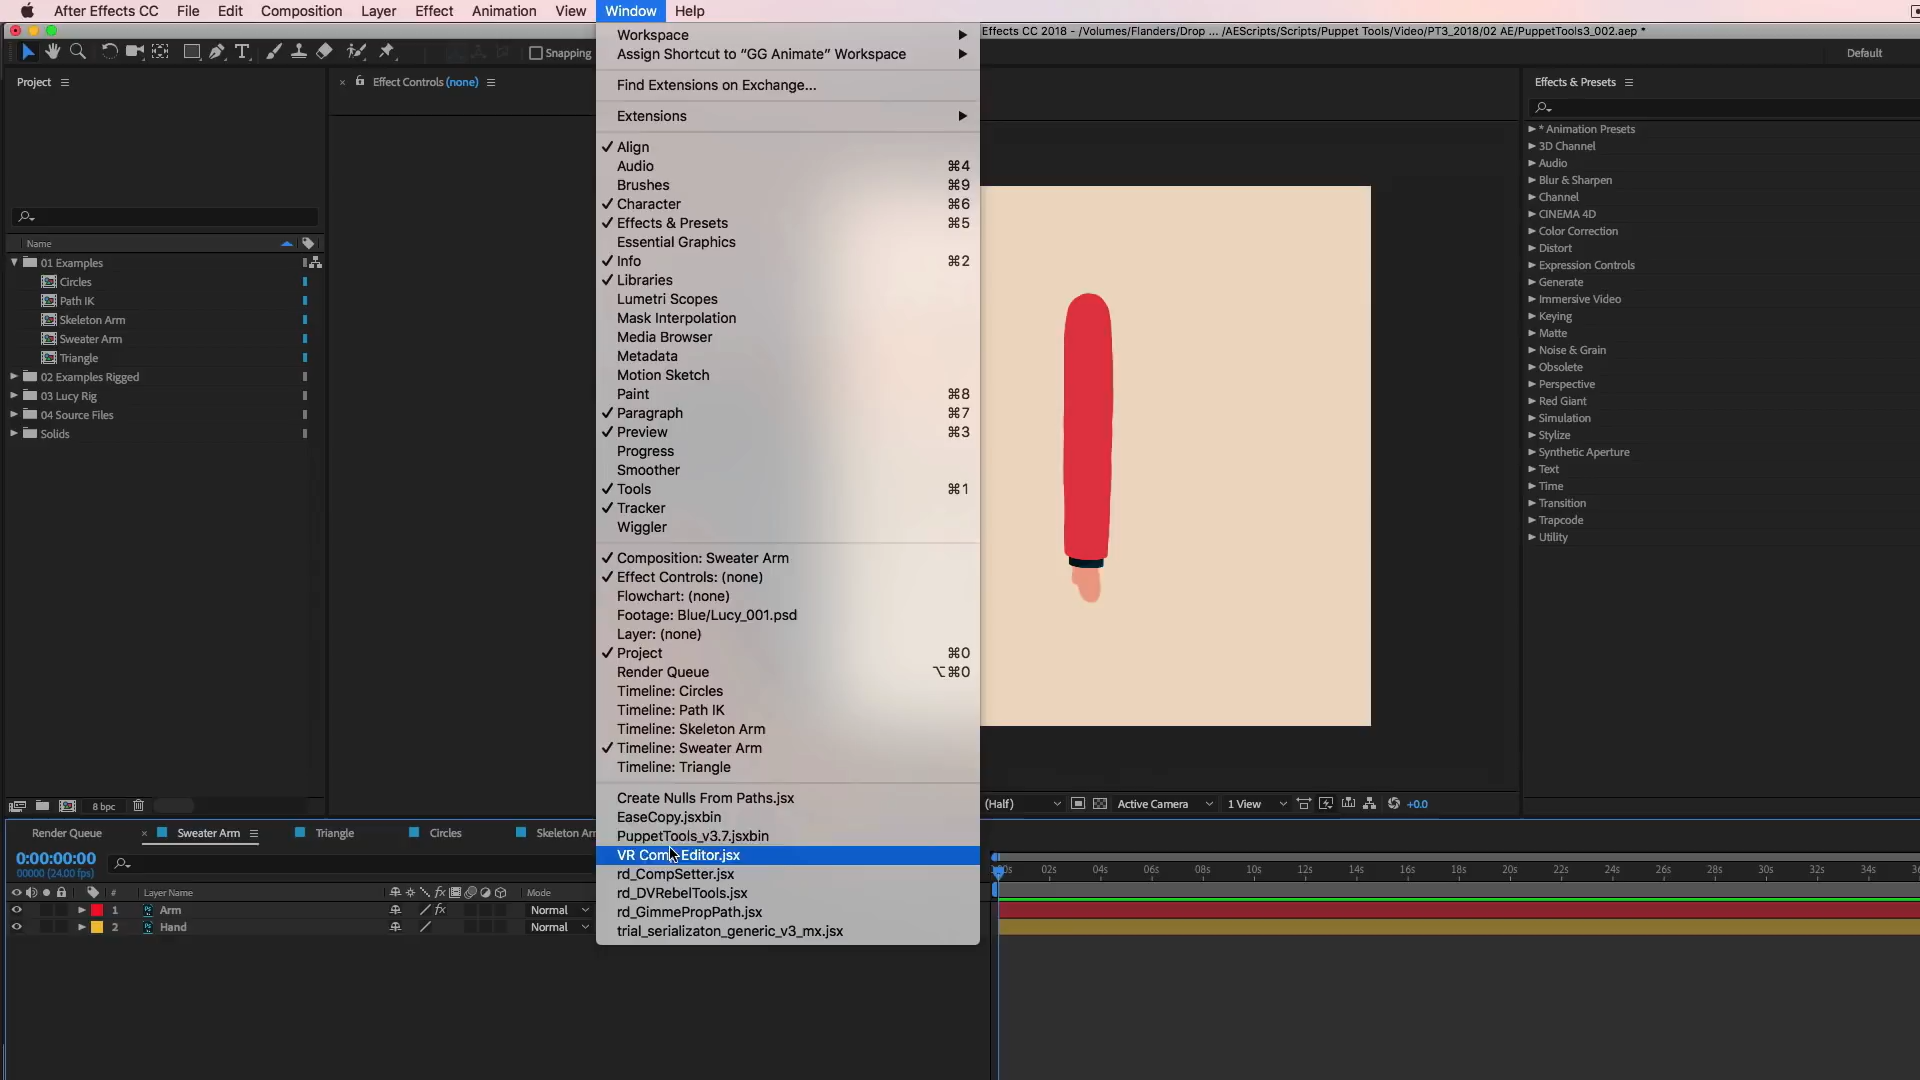 After Effects CC File Edit Composition Layer Effect Animation View Window Help
Effects CC 2018 - /Volumes/Flanders/Drop ... /AEScripts/Scripts/Puppet Tools/Video/PT3_2018/02 AE/PuppetTools3_002.aep *
Snapping
Default
Project
Effect Controls (none)
Name
01 Examples
Circles
Path IK
Skeleton Arm
Sweater Arm
Triangle
02 Examples Rigged
03 Lucy Rig
04 Source Files
Solids
8 bpc
Workspace
Assign Shortcut to “GG Animate” Workspace
Find Extensions on Exchange...
Extensions
✓ Align
Audio ⌘4
Brushes ⌘9
✓ Character ⌘6
✓ Effects & Presets ⌘5
Essential Graphics
✓ Info ⌘2
✓ Libraries
Lumetri Scopes
Mask Interpolation
Media Browser
Metadata
Motion Sketch
Paint ⌘8
✓ Paragraph ⌘7
✓ Preview ⌘3
Progress
Smoother
✓ Tools ⌘1
✓ Tracker
Wiggler
✓ Composition: Sweater Arm
✓ Effect Controls: (none)
Flowchart: (none)
Footage: Blue/Lucy_001.psd
Layer: (none)
✓ Project ⌘0
Render Queue ⌥⌘0
Timeline: Circles
Timeline: Path IK
Timeline: Skeleton Arm
✓ Timeline: Sweater Arm
Timeline: Triangle
Create Nulls From Paths.jsx
EaseCopy.jsxbin
PuppetTools_v3.7.jsxbin
VR Comp Editor.jsx
rd_CompSetter.jsx
rd_DVRebelTools.jsx
rd_GimmePropPath.jsx
trial_serializaton_generic_v3_mx.jsx
Effects & Presets
* Animation Presets
3D Channel
Audio
Blur & Sharpen
Channel
CINEMA 4D
Color Correction
Distort
Expression Controls
Generate
Immersive Video
Keying
Matte
Noise & Grain
Obsolete
Perspective
Red Giant
Simulation
Stylize
Synthetic Aperture
Text
Time
Transition
Trapcode
Utility
(Half) Active Camera 1 View +0.0
Render Queue Sweater Arm Triangle Circles Skeleton Arm
0:00:00:00
00000 (24.00 fps)
# Layer Name fx Mode
1 Arm fx Normal
2 Hand Normal
02s 04s 06s 08s 10s 12s 14s 16s 18s 20s 22s 24s 26s 28s 30s 32s 34s